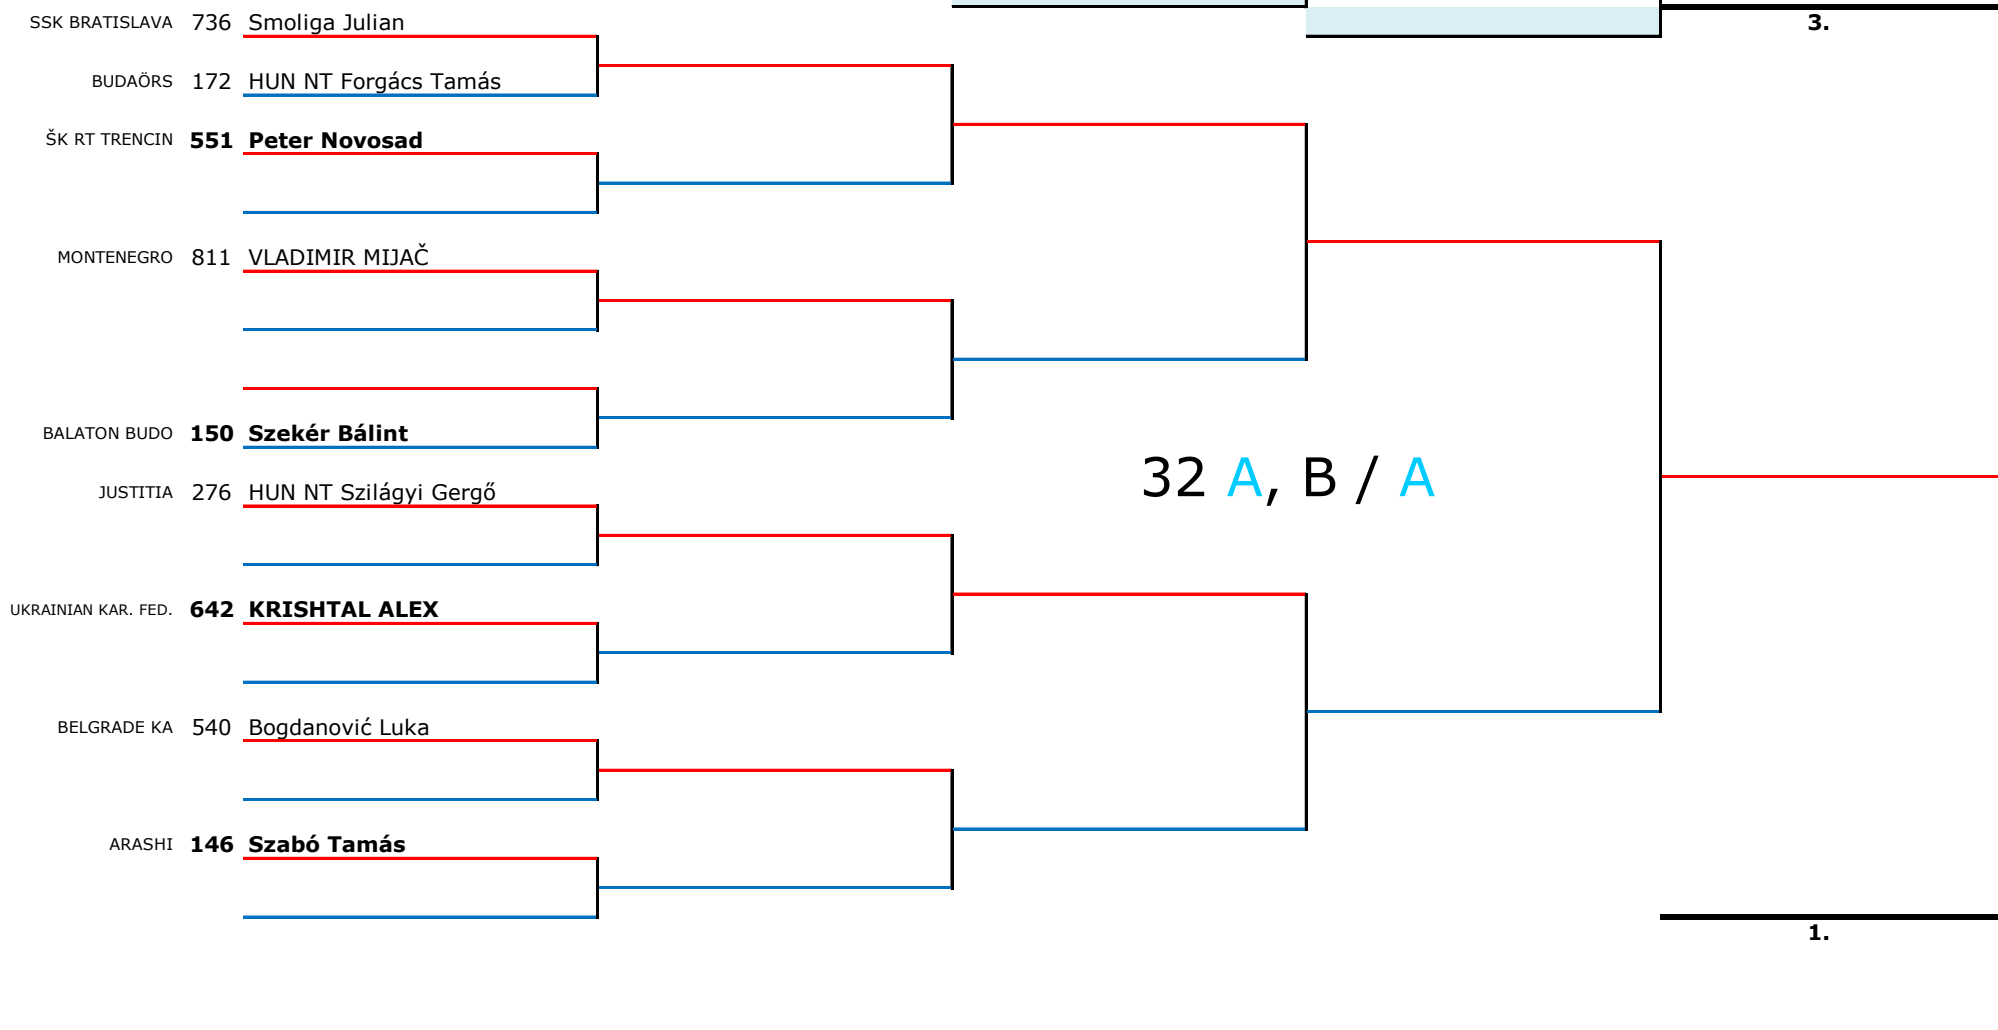 SSK BRATISLAVA 736 Smoliga Julian
3.
BUDAÖRS 172 HUN NT Forgács Tamás
ŠK RT TRENCIN 551 Peter Novosad
MONTENEGRO 811 VLADIMIR MIJAČ
BALATON BUDO 150 Szekér Bálint
32 A, B / A
JUSTITIA 276 HUN NT Szilágyi Gergő
UKRAINIAN KAR. FED. 642 KRISHTAL ALEX
BELGRADE KA 540 Bogdanović Luka
ARASHI 146 Szabó Tamás
1.